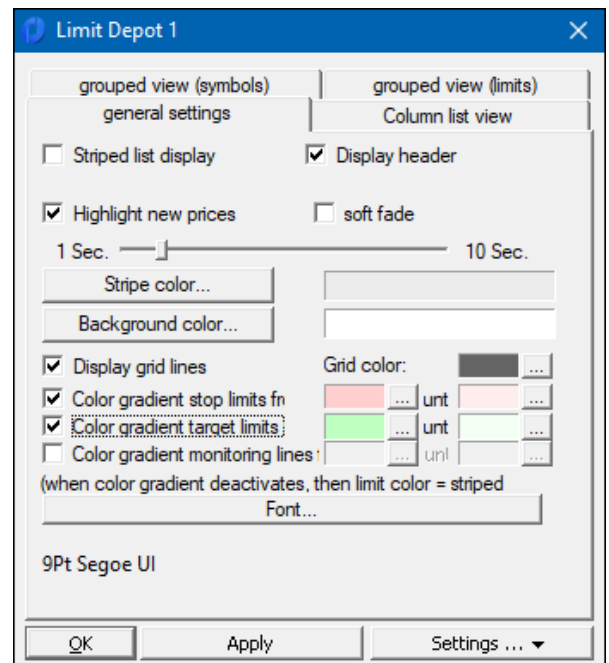 Limit Depot 1
grouped view (symbols) grouped view (limits)
general settings Column list view
Striped list display Display header
Highlight new prices soft fade
1 Sec. 10 Sec.
Stripe color...
Background color...
Display grid lines Grid color: ...
Color gradient stop limits fr ... unt ...
Color gradient target limits ... unt ...
Color gradient monitoring lines ... unl ...
(when color gradient deactivates, then limit color = striped
Font...
9Pt Segoe UI
OK Apply Settings ...